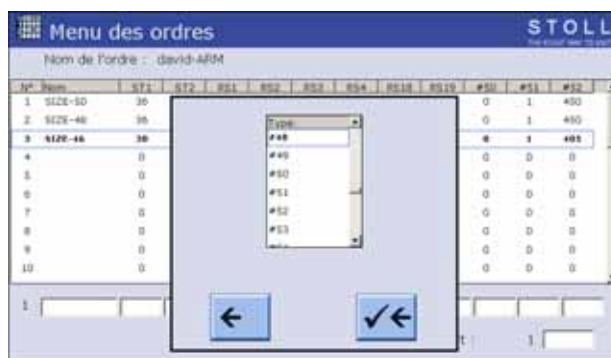 Menu des ordres
STOLL
Nom de l'ordre : david-ARM
N° Nom ST1 ST2 RS1 RS2 RS3 RS4 RS18 RS19 #50 #51 #52
1 SIZE-50 36 0 1 450
2 SIZE-48 36 0 1 450
3 SIZE-46 30 0 1 405
4 0 0 0 0
5 0 0 0 0
6 0 0 0 0
7 0 0 0 0
8 0 0 0 0
9 0 0 0 0
10 0 0 0 0
Type:
#48
#49
#50
#51
#52
#53
1
t : 1